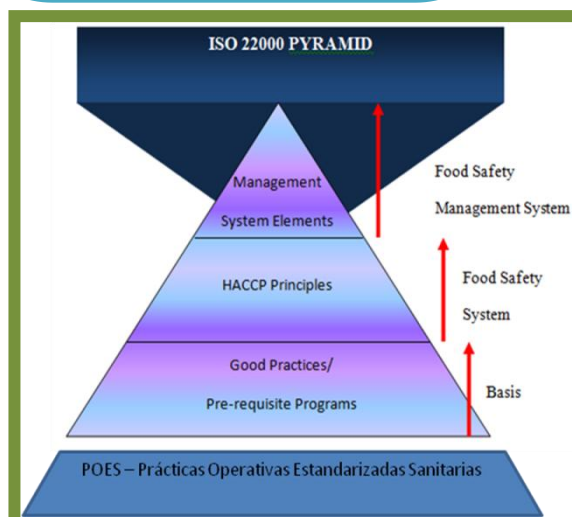 ISO 22000 PYRAMID
Management
System Elements
Food Safety
Management System
HACCP Principles
Food Safety
System
Good Practices/
Pre-requisite Programs
Basis
POES – Prácticas Operativas Estandarizadas Sanitarias